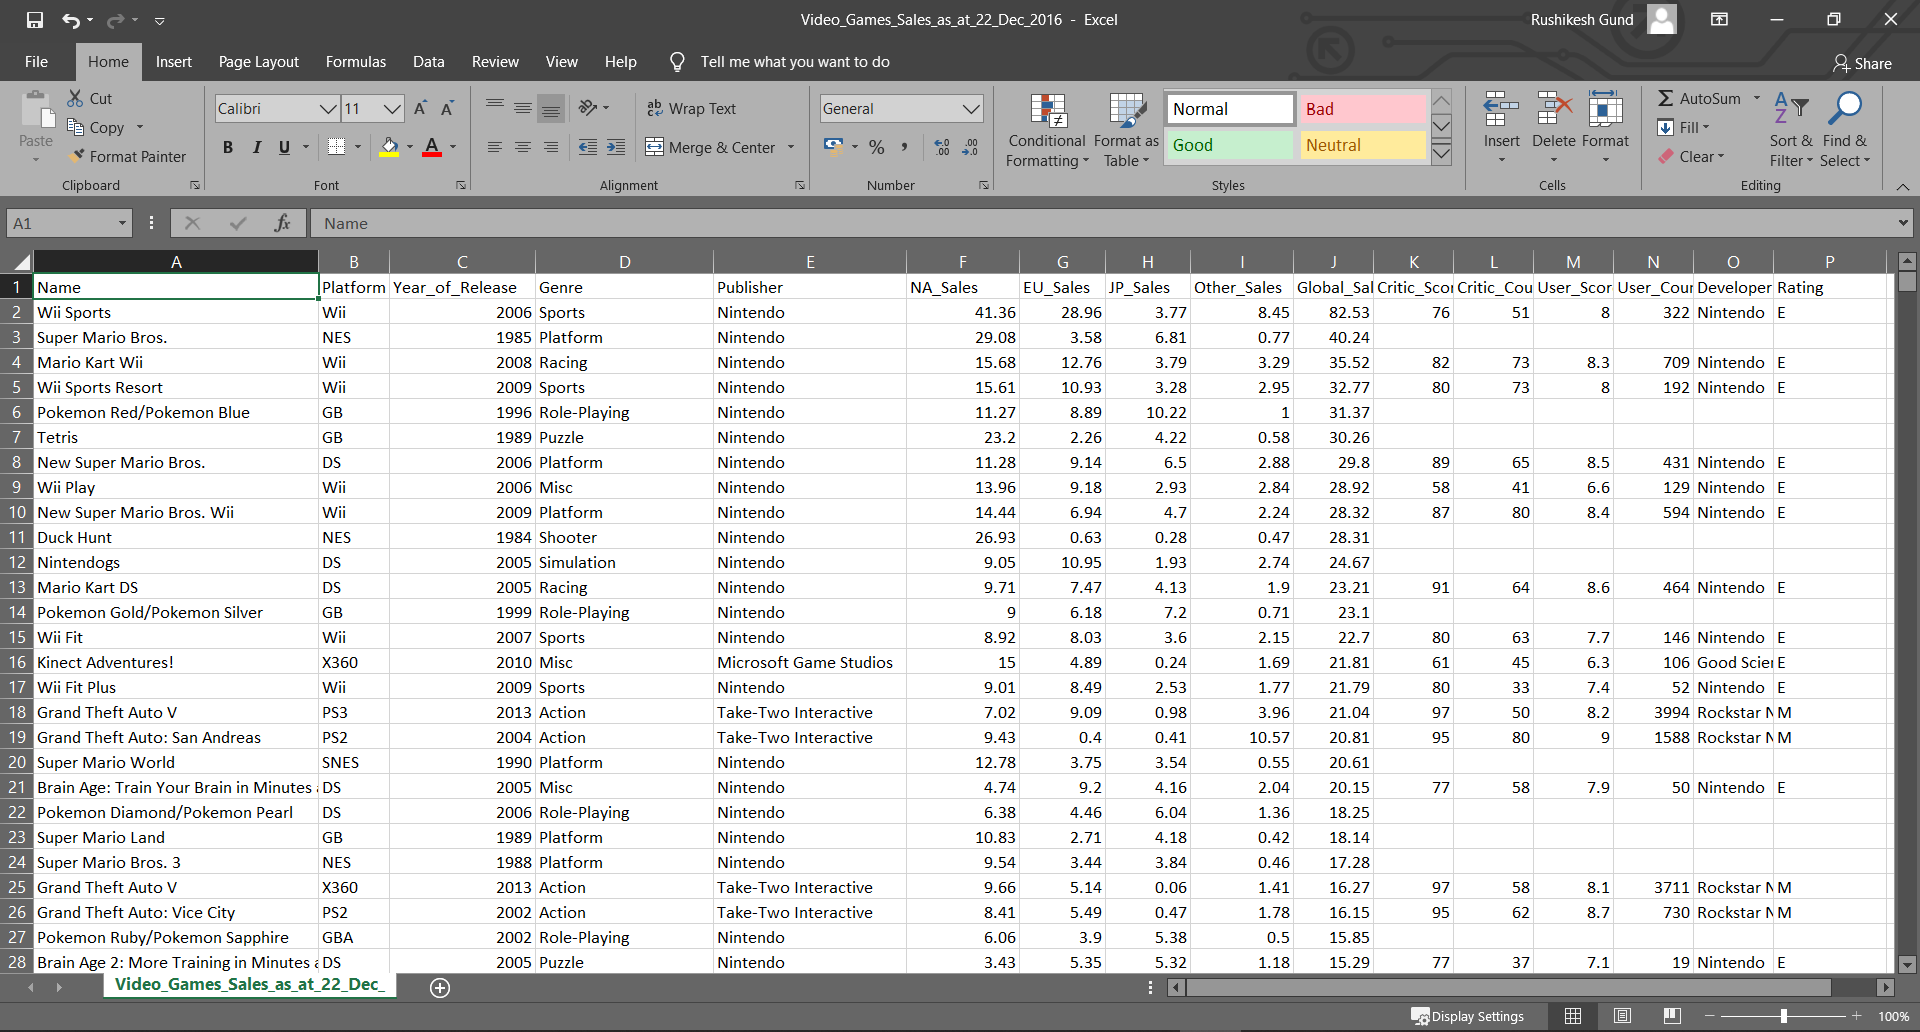 Video_Games_Sales_as_at_22_Dec_2016 - Excel
Rushikesh Gund
File Home Insert Page Layout Formulas Data Review View Help Tell me what you want to do Share
Paste
Cut
Copy
Format Painter
Clipboard
Calibri 11
B I U
Font
Wrap Text
Merge & Center
Alignment
General
Number
Conditional Formatting
Format as Table
Normal Bad
Good Neutral
Styles
Insert Delete Format
Cells
AutoSum
Fill
Clear
Sort & Filter
Find & Select
Editing
A1 fx Name
A B C D E F G H I J K L M N O P
1 Name Platform Year_of_Release Genre Publisher NA_Sales EU_Sales JP_Sales Other_Sales Global_Sal Critic_Scor Critic_Cou User_Scor User_Cour Developer Rating
2 Wii Sports Wii 2006 Sports Nintendo 41.36 28.96 3.77 8.45 82.53 76 51 8 322 Nintendo E
3 Super Mario Bros. NES 1985 Platform Nintendo 29.08 3.58 6.81 0.77 40.24
4 Mario Kart Wii Wii 2008 Racing Nintendo 15.68 12.76 3.79 3.29 35.52 82 73 8.3 709 Nintendo E
5 Wii Sports Resort Wii 2009 Sports Nintendo 15.61 10.93 3.28 2.95 32.77 80 73 8 192 Nintendo E
6 Pokemon Red/Pokemon Blue GB 1996 Role-Playing Nintendo 11.27 8.89 10.22 1 31.37
7 Tetris GB 1989 Puzzle Nintendo 23.2 2.26 4.22 0.58 30.26
8 New Super Mario Bros. DS 2006 Platform Nintendo 11.28 9.14 6.5 2.88 29.8 89 65 8.5 431 Nintendo E
9 Wii Play Wii 2006 Misc Nintendo 13.96 9.18 2.93 2.84 28.92 58 41 6.6 129 Nintendo E
10 New Super Mario Bros. Wii Wii 2009 Platform Nintendo 14.44 6.94 4.7 2.24 28.32 87 80 8.4 594 Nintendo E
11 Duck Hunt NES 1984 Shooter Nintendo 26.93 0.63 0.28 0.47 28.31
12 Nintendogs DS 2005 Simulation Nintendo 9.05 10.95 1.93 2.74 24.67
13 Mario Kart DS DS 2005 Racing Nintendo 9.71 7.47 4.13 1.9 23.21 91 64 8.6 464 Nintendo E
14 Pokemon Gold/Pokemon Silver GB 1999 Role-Playing Nintendo 9 6.18 7.2 0.71 23.1
15 Wii Fit Wii 2007 Sports Nintendo 8.92 8.03 3.6 2.15 22.7 80 63 7.7 146 Nintendo E
16 Kinect Adventures! X360 2010 Misc Microsoft Game Studios 15 4.89 0.24 1.69 21.81 61 45 6.3 106 Good Scier E
17 Wii Fit Plus Wii 2009 Sports Nintendo 9.01 8.49 2.53 1.77 21.79 80 33 7.4 52 Nintendo E
18 Grand Theft Auto V PS3 2013 Action Take-Two Interactive 7.02 9.09 0.98 3.96 21.04 97 50 8.2 3994 Rockstar N M
19 Grand Theft Auto: San Andreas PS2 2004 Action Take-Two Interactive 9.43 0.4 0.41 10.57 20.81 95 80 9 1588 Rockstar N M
20 Super Mario World SNES 1990 Platform Nintendo 12.78 3.75 3.54 0.55 20.61
21 Brain Age: Train Your Brain in Minutes a DS 2005 Misc Nintendo 4.74 9.2 4.16 2.04 20.15 77 58 7.9 50 Nintendo E
22 Pokemon Diamond/Pokemon Pearl DS 2006 Role-Playing Nintendo 6.38 4.46 6.04 1.36 18.25
23 Super Mario Land GB 1989 Platform Nintendo 10.83 2.71 4.18 0.42 18.14
24 Super Mario Bros. 3 NES 1988 Platform Nintendo 9.54 3.44 3.84 0.46 17.28
25 Grand Theft Auto V X360 2013 Action Take-Two Interactive 9.66 5.14 0.06 1.41 16.27 97 58 8.1 3711 Rockstar N M
26 Grand Theft Auto: Vice City PS2 2002 Action Take-Two Interactive 8.41 5.49 0.47 1.78 16.15 95 62 8.7 730 Rockstar N M
27 Pokemon Ruby/Pokemon Sapphire GBA 2002 Role-Playing Nintendo 6.06 3.9 5.38 0.5 15.85
28 Brain Age 2: More Training in Minutes a DS 2005 Puzzle Nintendo 3.43 5.35 5.32 1.18 15.29 77 37 7.1 19 Nintendo E
Video_Games_Sales_as_at_22_Dec_
Display Settings 100%